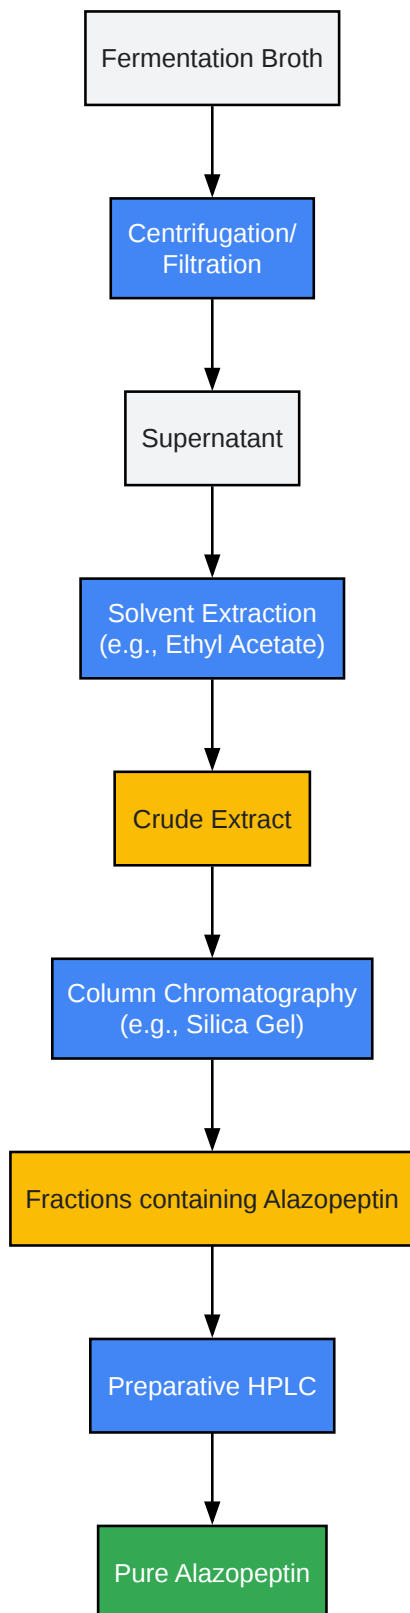 Fermentation Broth
Centrifugation/
Filtration
Supernatant
Solvent Extraction
(e.g., Ethyl Acetate)
Crude Extract
Column Chromatography
(e.g., Silica Gel)
Fractions containing Alazopeptin
Preparative HPLC
Pure Alazopeptin